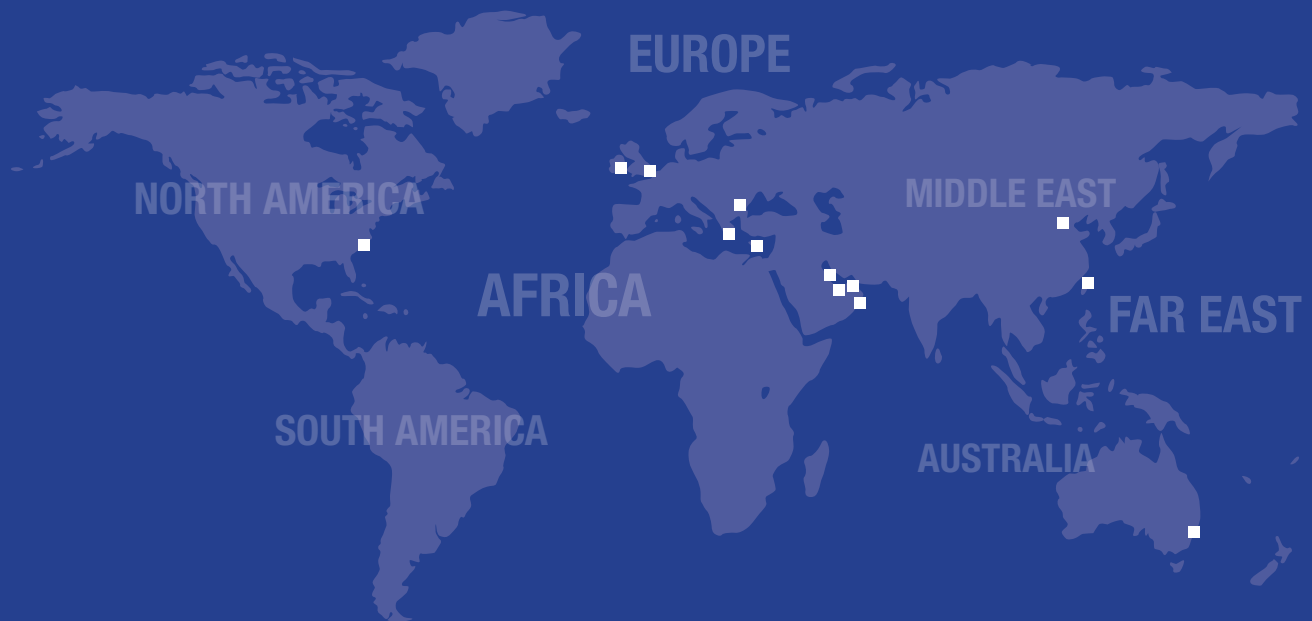 EUROPE
NORTH AMERICA
MIDDLE EAST
AFRICA
FAR EAST
SOUTH AMERICA
AUSTRALIA